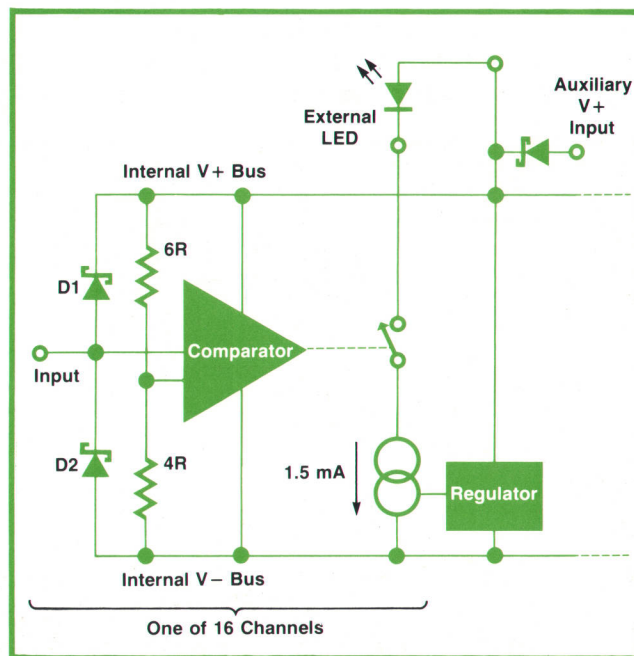 External
LED
Auxiliary
V+
Input
Internal V+ Bus
6R
D1
Comparator
Input
D2
4R
1.5 mA
Regulator
Internal V− Bus
One of 16 Channels